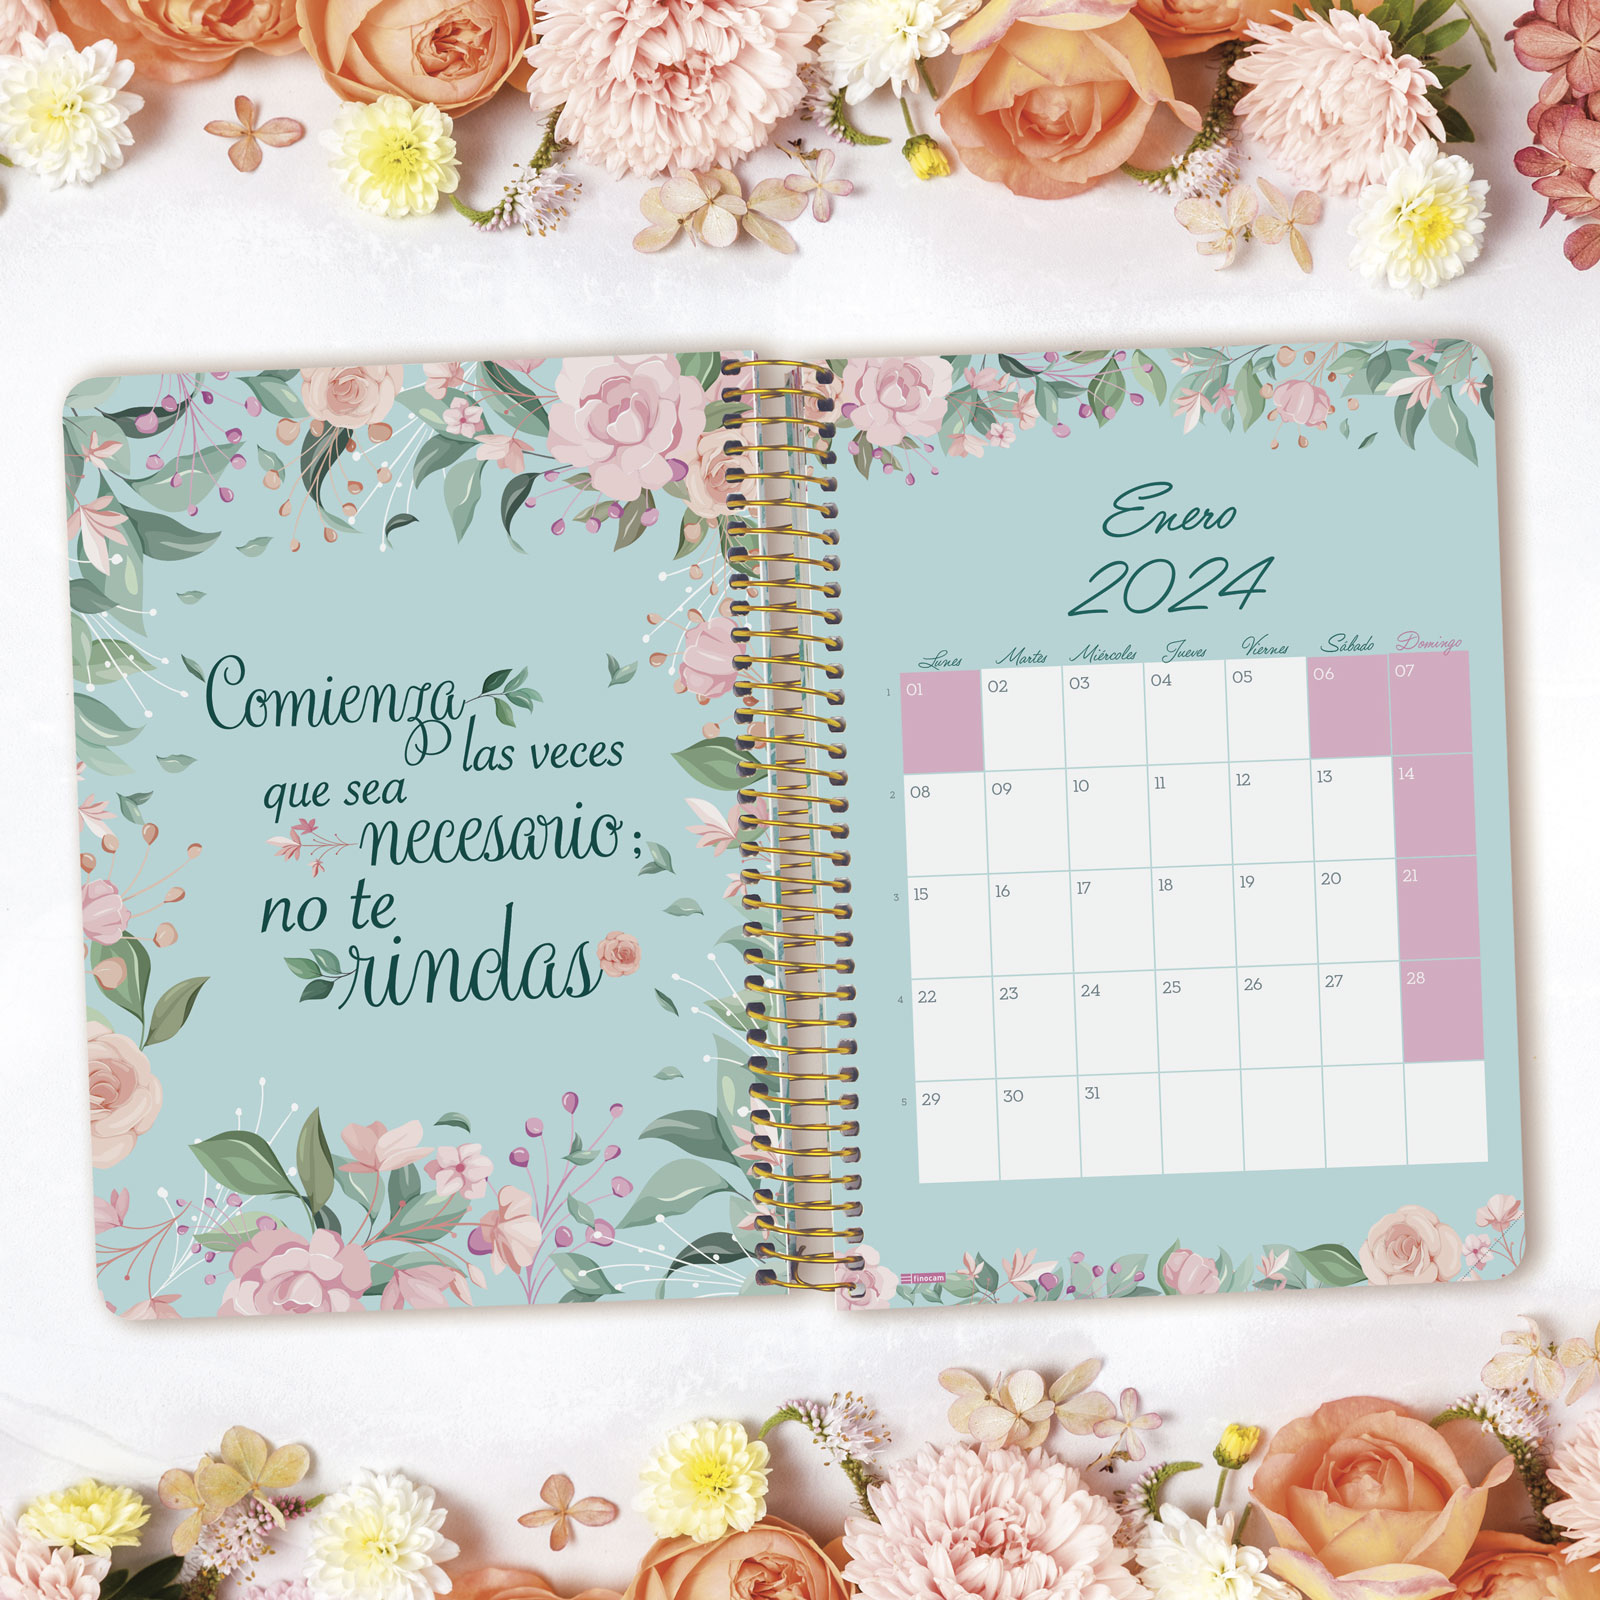 Comienza
las veces
que sea
necesario;
no te
rindas
Enero
2024
Lunes Martes Miércoles Jueves Viernes Sábado Domingo
1 01 02 03 04 05 06 07
2 08 09 10 11 12 13 14
3 15 16 17 18 19 20 21
4 22 23 24 25 26 27 28
5 29 30 31
finocam